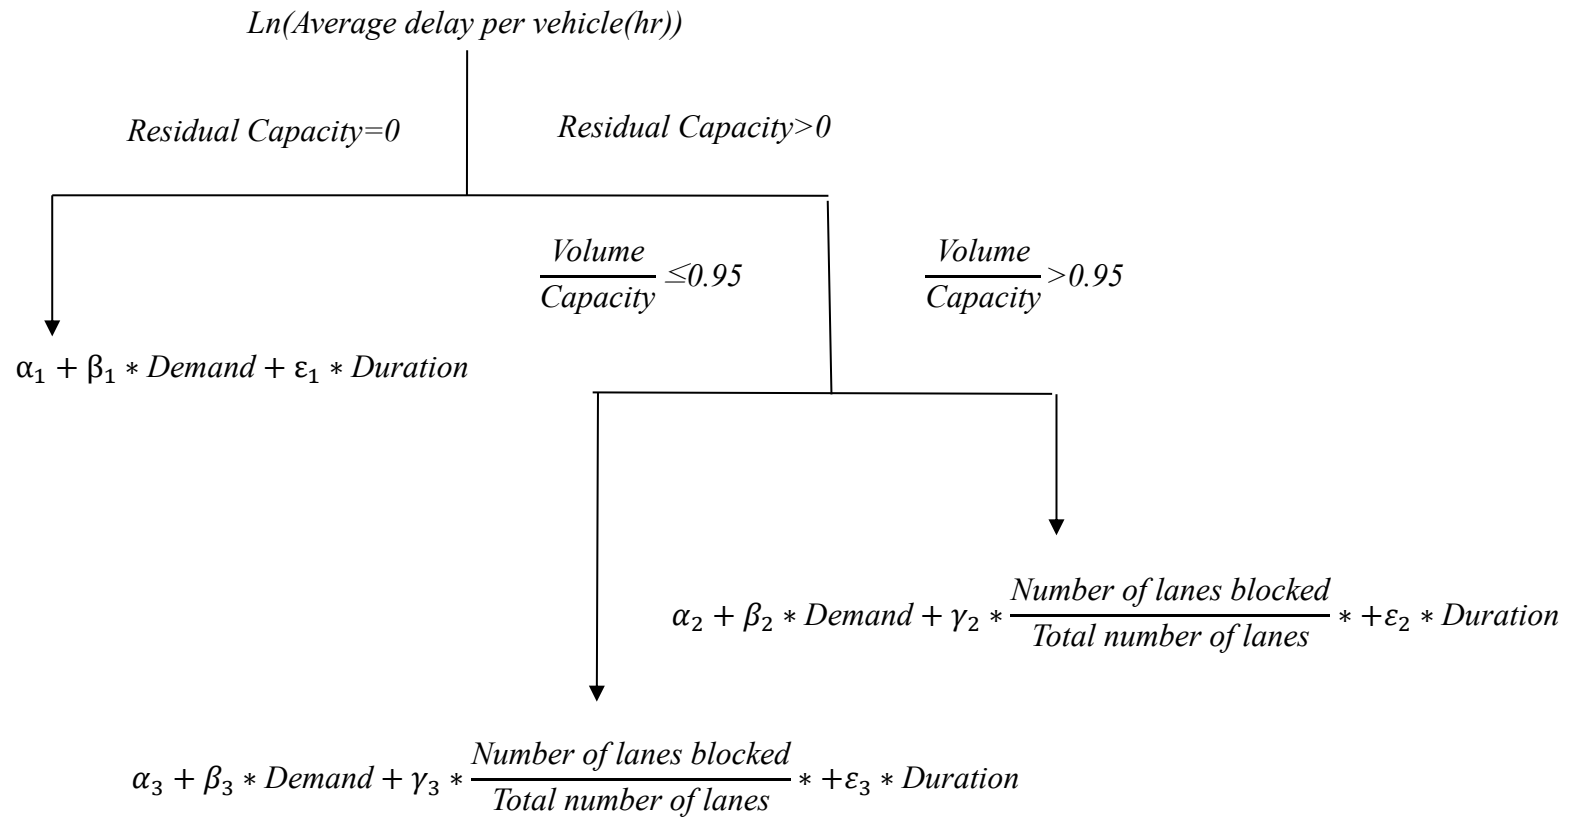 Ln(Average delay per vehicle(hr))
Residual Capacity=0
Residual Capacity>0
Volume
Capacity
≤0.95
Volume
Capacity
>0.95
α₁ + β₁ * Demand + ε₁ * Duration
α₂ + β₂ * Demand + γ₂ * Number of lanes blocked / Total number of lanes * +ε₂ * Duration
α₃ + β₃ * Demand + γ₃ * Number of lanes blocked / Total number of lanes * +ε₃ * Duration